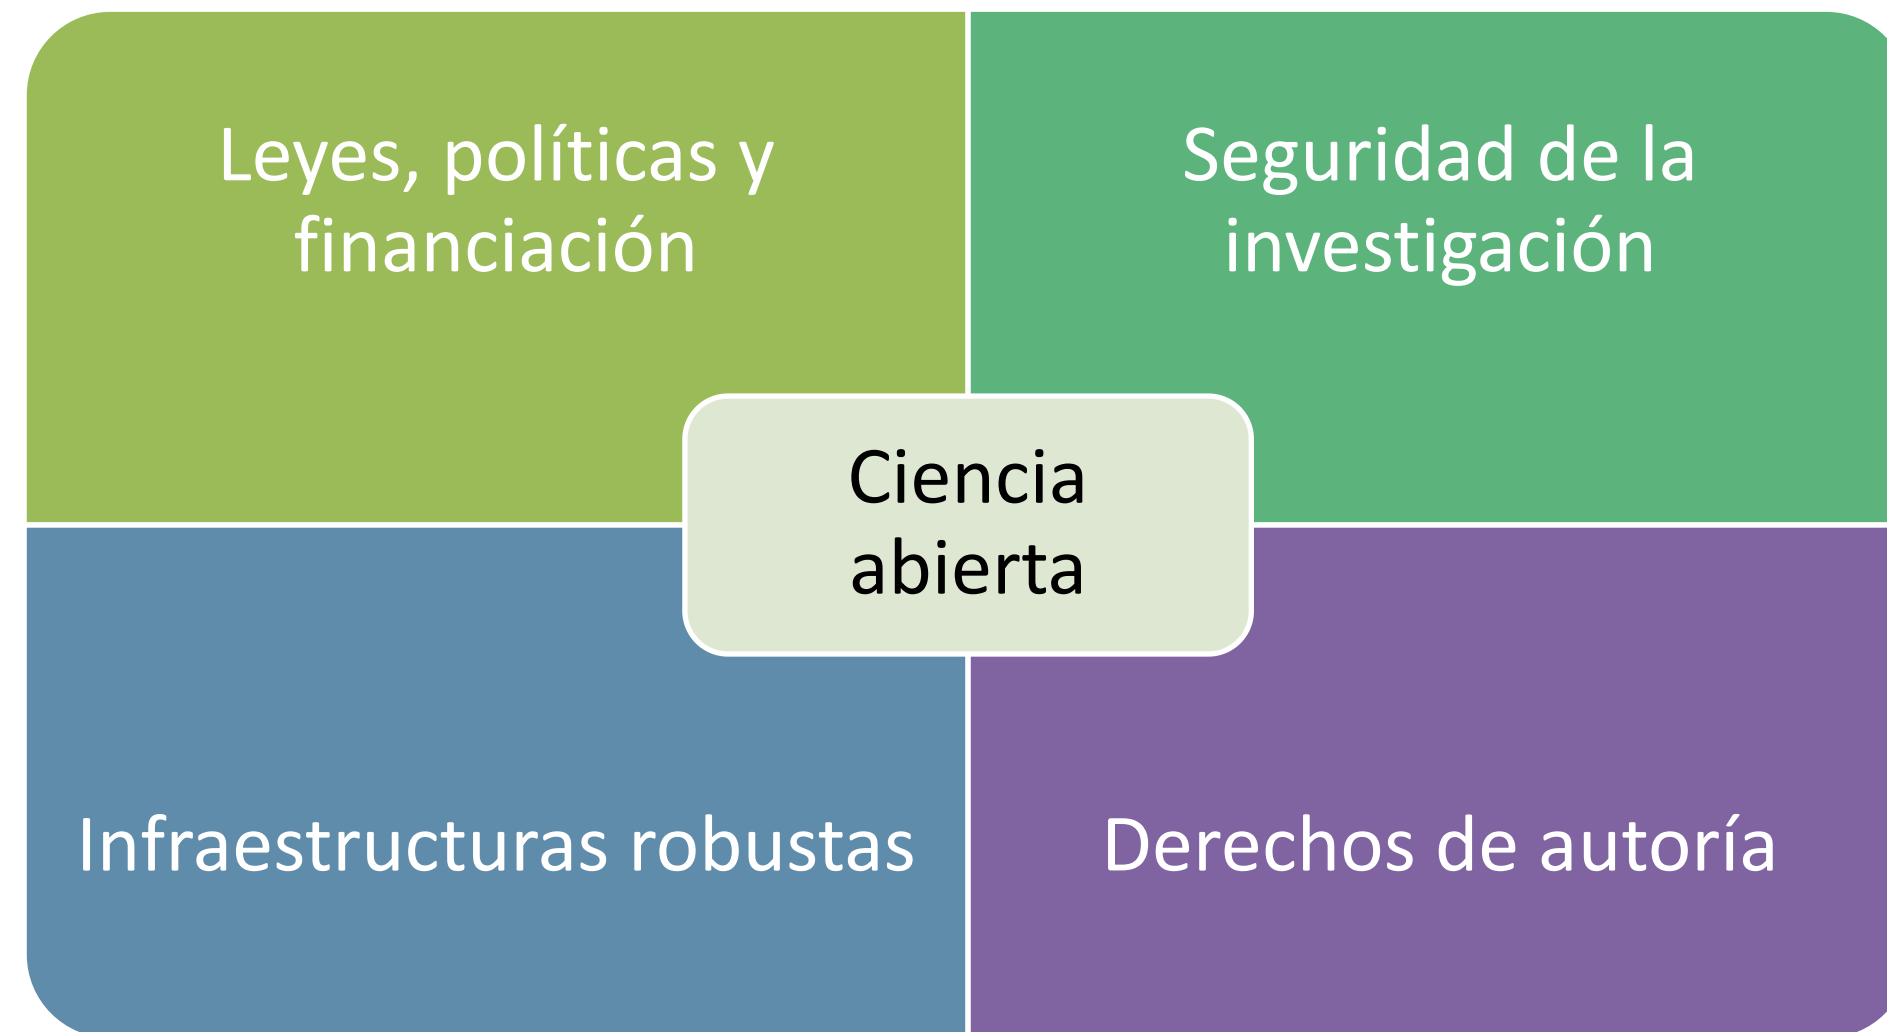 Leyes, políticas y
financiación
Seguridad de la
investigación
Ciencia
abierta
Infraestructuras robustas
Derechos de autoría